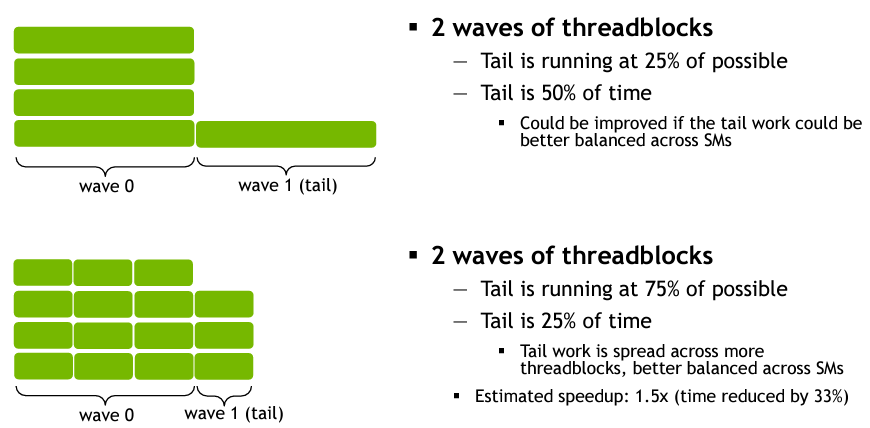 ▪ 2 waves of threadblocks
— Tail is running at 25% of possible
— Tail is 50% of time
▪ Could be improved if the tail work could be
better balanced across SMs
wave 0
wave 1 (tail)
▪ 2 waves of threadblocks
— Tail is running at 75% of possible
— Tail is 25% of time
▪ Tail work is spread across more
threadblocks, better balanced across SMs
▪ Estimated speedup: 1.5x (time reduced by 33%)
wave 0
wave 1 (tail)